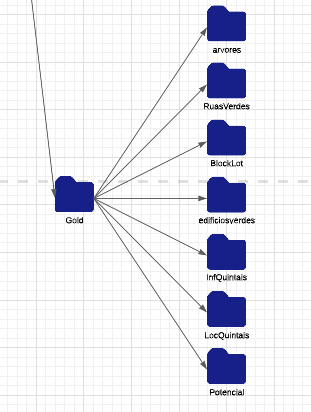 arvores
RuasVerdes
BlockLot
edificiosverdes
Gold
InfQuintais
LocQuintais
Potencial